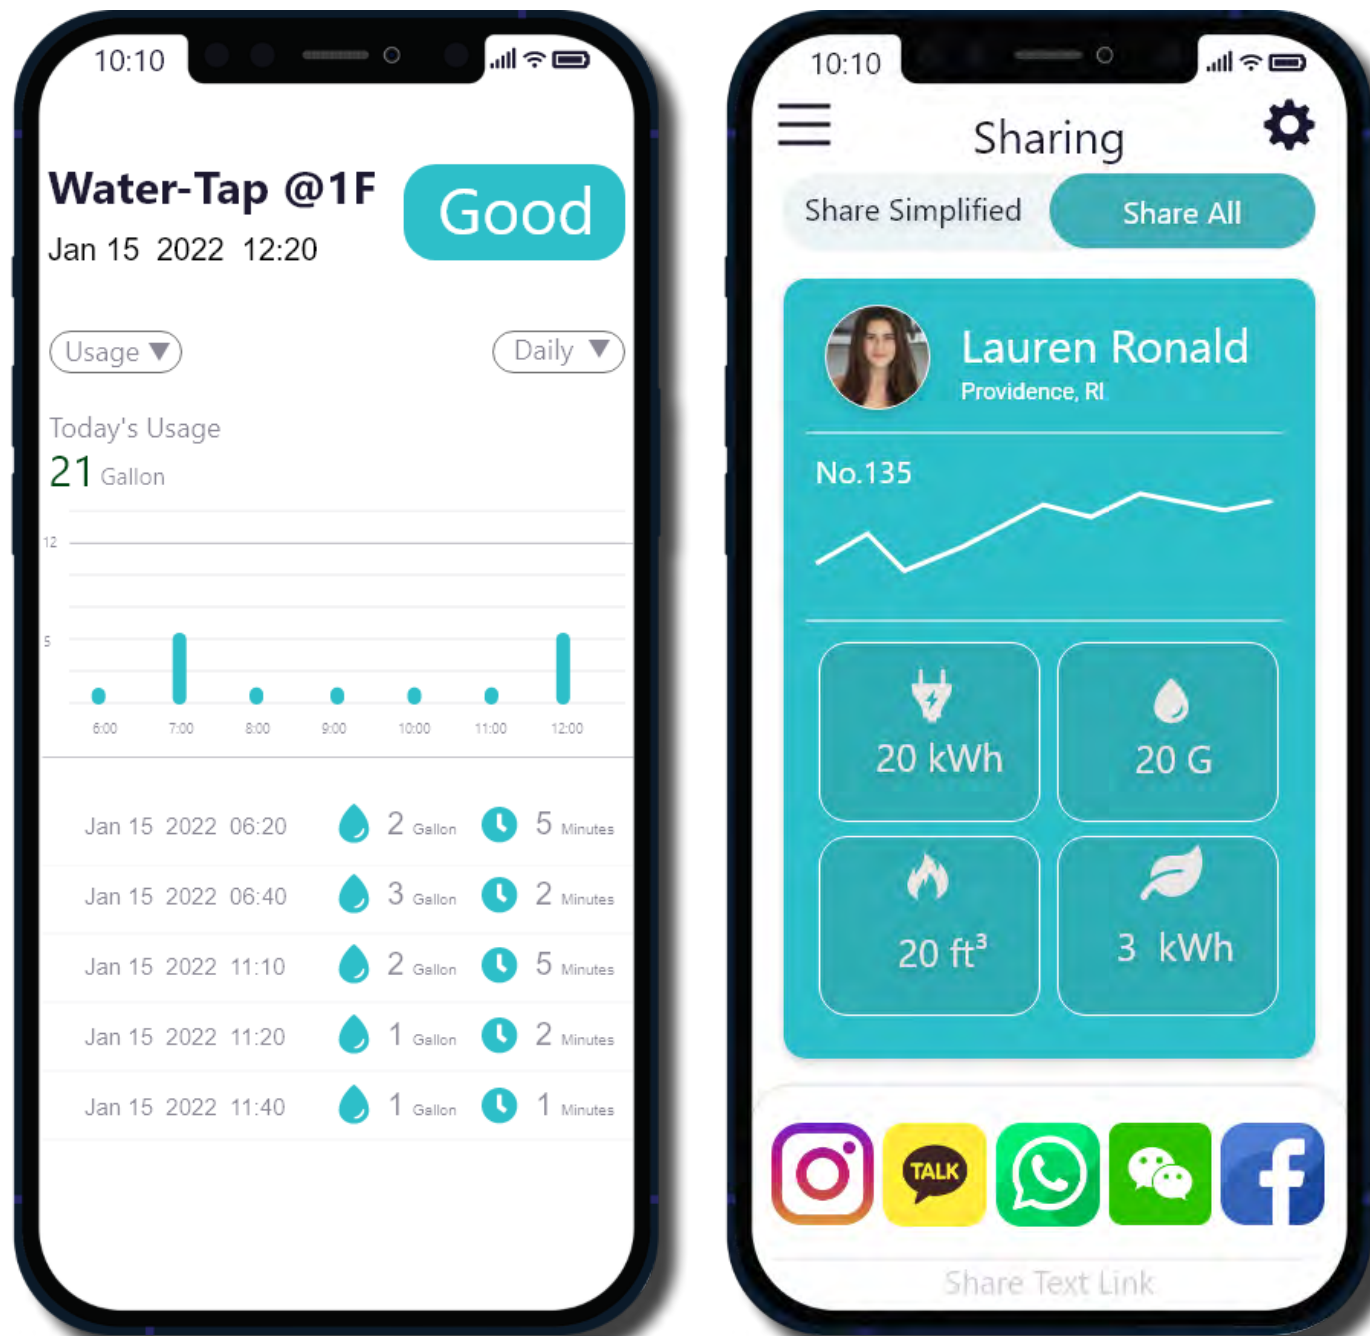 10:10
Water-Tap @1F
Good
Jan 15 2022 12:20
Usage ▼
Daily ▼
Today's Usage
21 Gallon
12
5
6:00 7:00 8:00 9:00 10:00 11:00 12:00
Jan 15 2022 06:20 2 Gallon 5 Minutes
Jan 15 2022 06:40 3 Gallon 2 Minutes
Jan 15 2022 11:10 2 Gallon 5 Minutes
Jan 15 2022 11:20 1 Gallon 2 Minutes
Jan 15 2022 11:40 1 Gallon 1 Minutes
10:10
Sharing
Share Simplified
Share All
Lauren Ronald
Providence, RI
No.135
20 kWh
20 G
20 ft³
3 kWh
TALK
Share Text Link